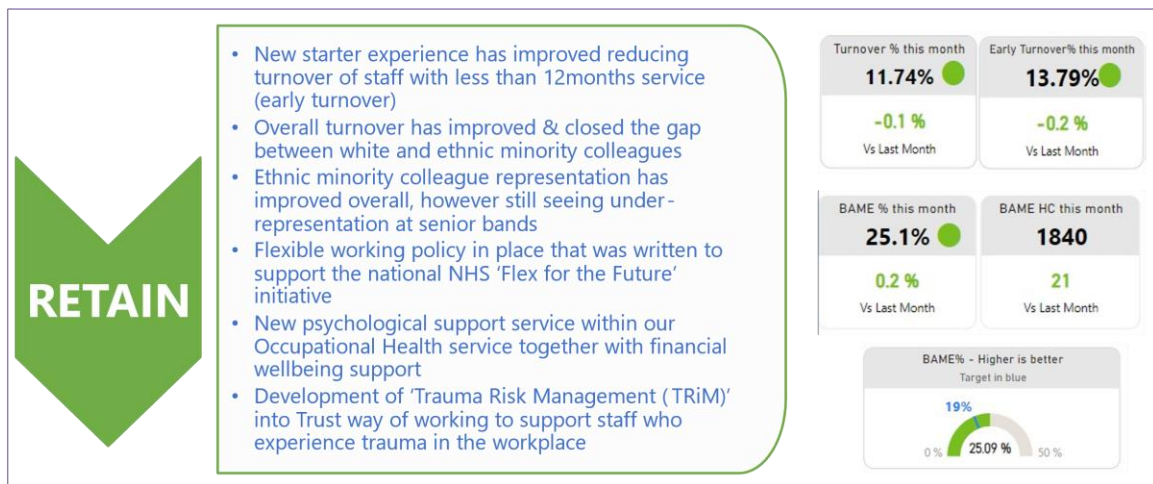 RETAIN
• New starter experience has improved reducing
turnover of staff with less than 12months service
(early turnover)
• Overall turnover has improved & closed the gap
between white and ethnic minority colleagues
• Ethnic minority colleague representation has
improved overall, however still seeing under-
representation at senior bands
• Flexible working policy in place that was written to
support the national NHS ‘Flex for the Future’
initiative
• New psychological support service within our
Occupational Health service together with financial
wellbeing support
• Development of ‘Trauma Risk Management (TRiM)’
into Trust way of working to support staff who
experience trauma in the workplace
Turnover % this month
11.74%
-0.1 %
Vs Last Month
Early Turnover% this month
13.79%
-0.2 %
Vs Last Month
BAME % this month
25.1%
0.2 %
Vs Last Month
BAME HC this month
1840
21
Vs Last Month
BAME% - Higher is better
Target in blue
19%
0 %
25.09 %
50 %